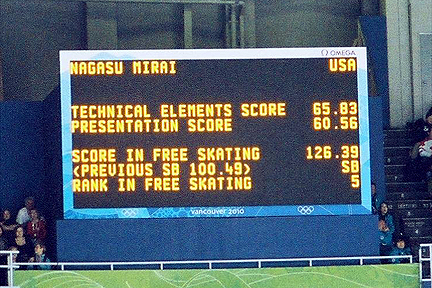 Ω OMEGA
NAGASU MIRAI USA
TECHNICAL ELEMENTS SCORE 65.83
PRESENTATION SCORE 60.56
SCORE IN FREE SKATING 126.39
(PREVIOUS SB 100.49) SB
RANK IN FREE SKATING 5
vancouver 2010